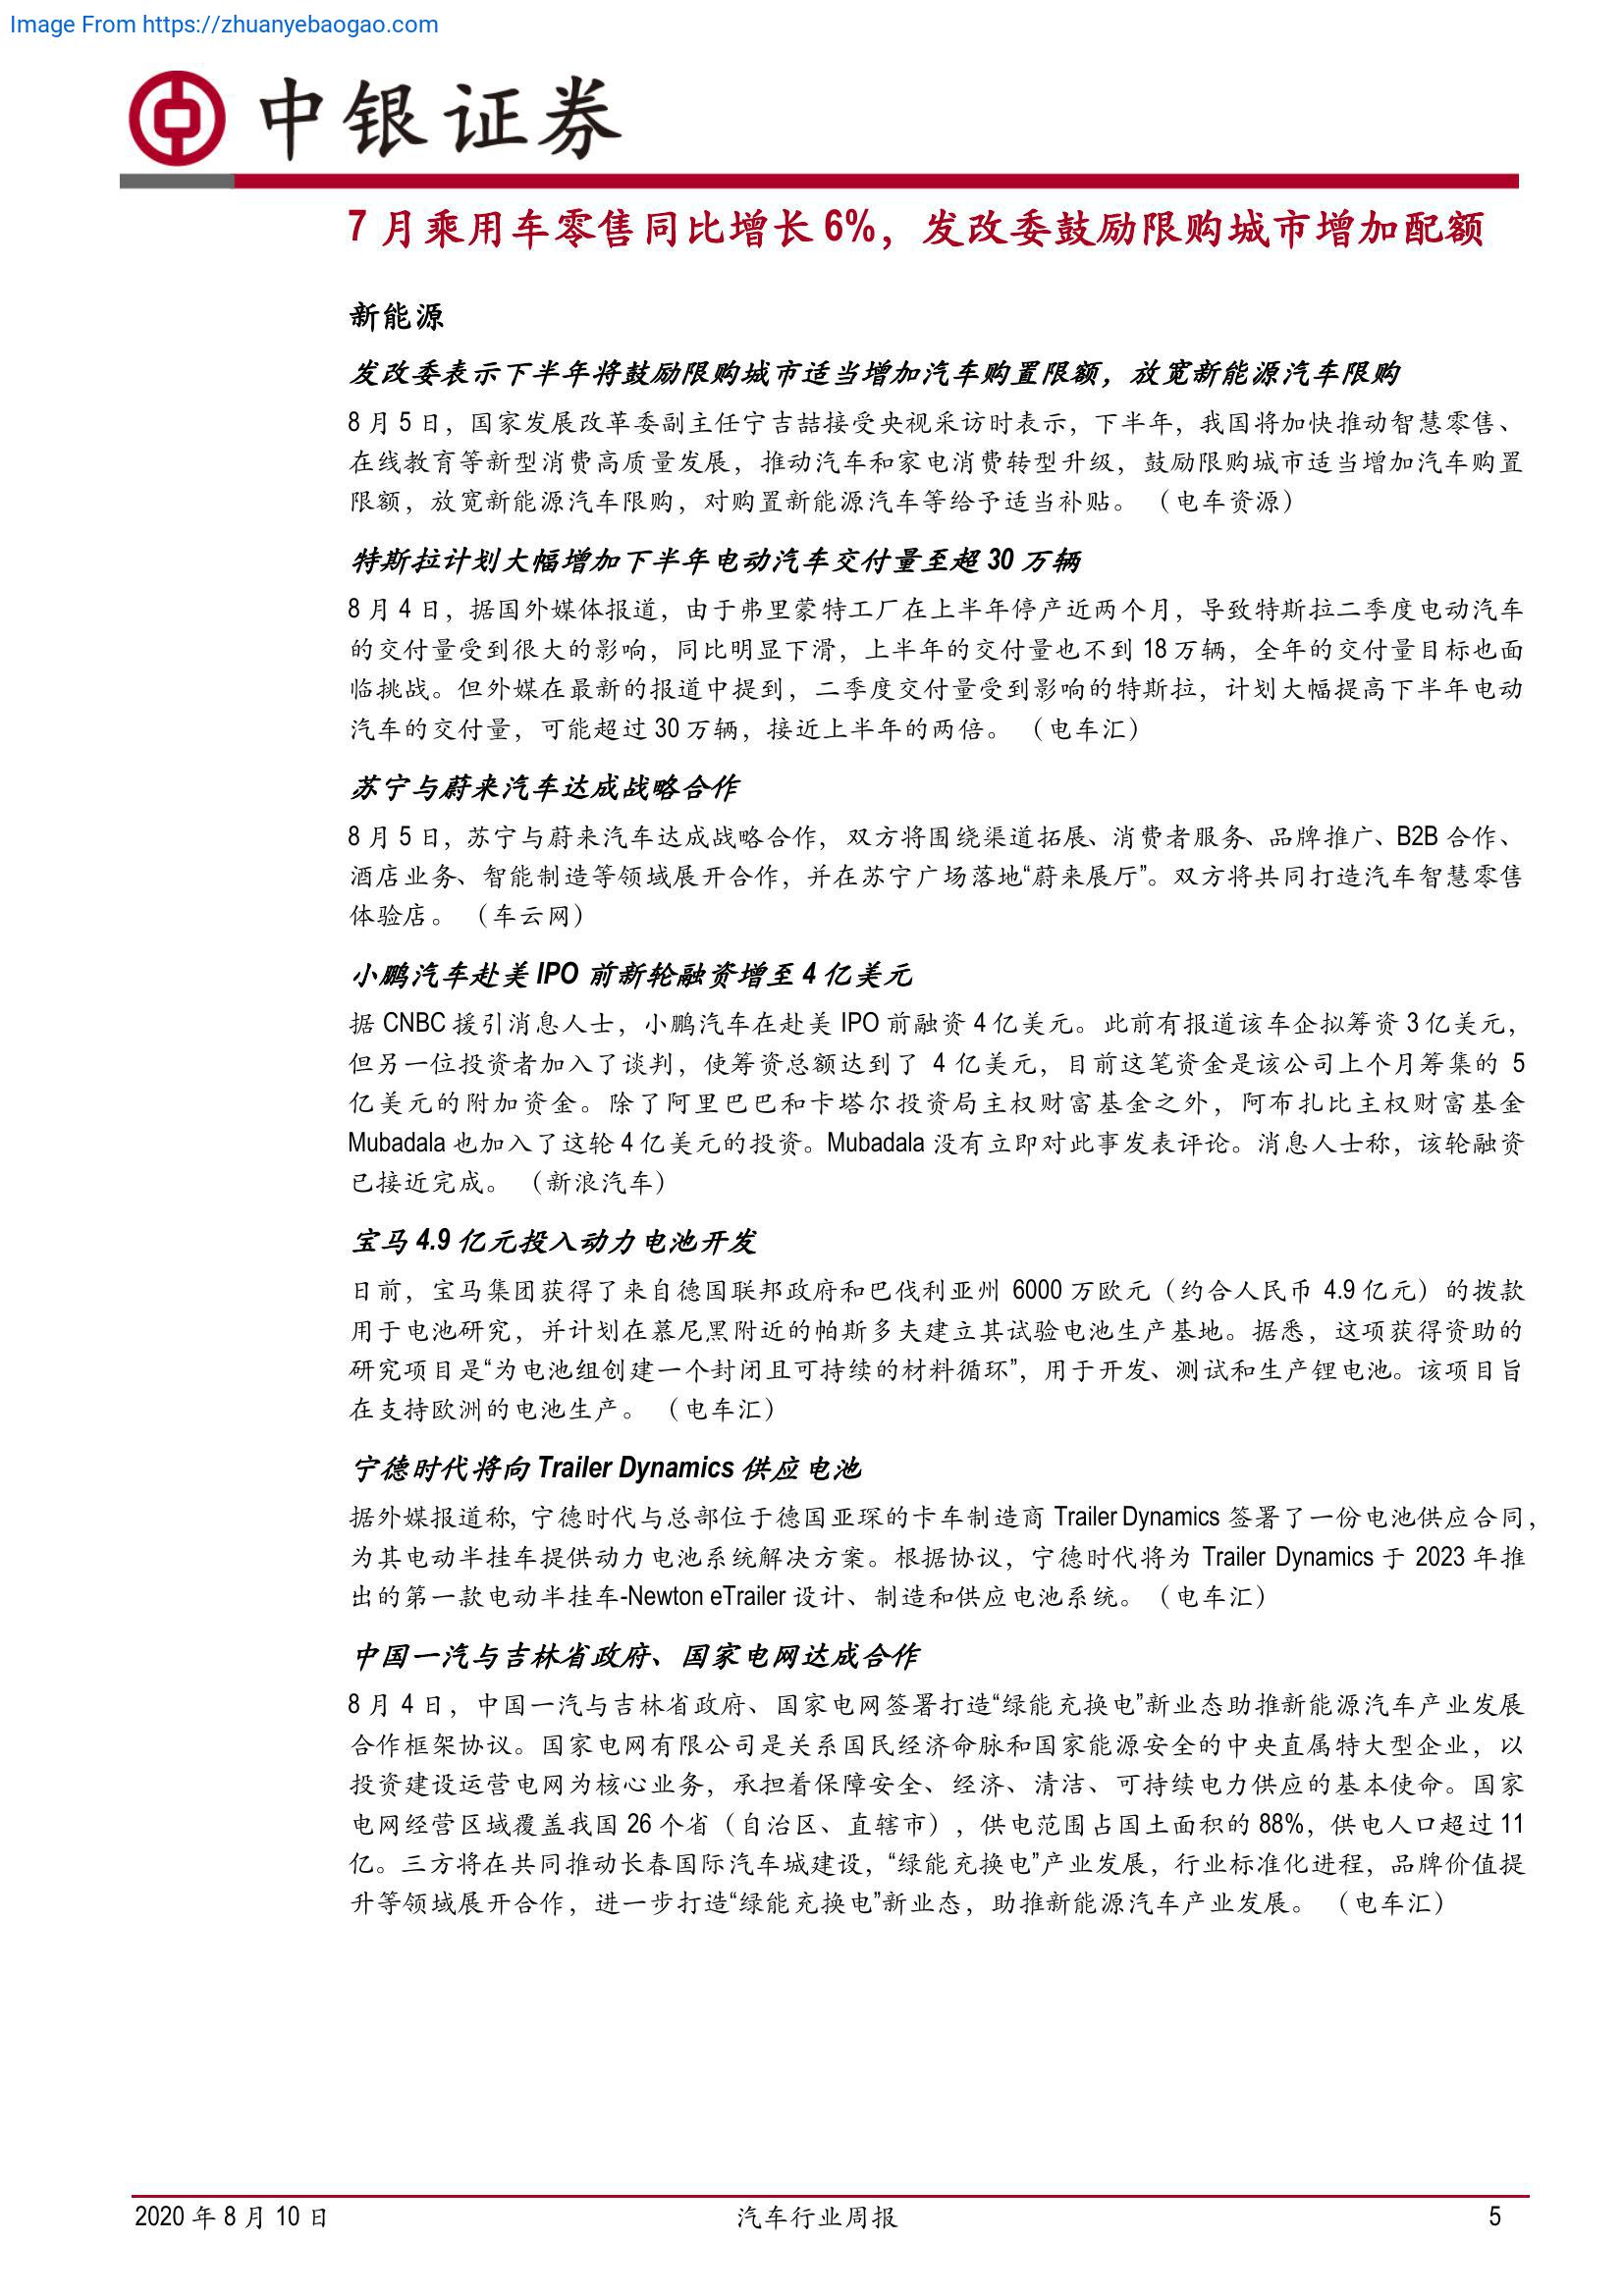 Image From https://zhuanyebaogao.com
中银证券
7 月乘用车零售同比增长 6%，发改委鼓励限购城市增加配额
新能源
发改委表示下半年将鼓励限购城市适当增加汽车购置限额，放宽新能源汽车限购
8 月 5 日，国家发展改革委副主任宁吉喆接受央视采访时表示，下半年，我国将加快推动智慧零售、
在线教育等新型消费高质量发展，推动汽车和家电消费转型升级，鼓励限购城市适当增加汽车购置
限额，放宽新能源汽车限购，对购置新能源汽车等给予适当补贴。（电车资源）
特斯拉计划大幅增加下半年电动汽车交付量至超 30 万辆
8 月 4 日，据国外媒体报道，由于弗里蒙特工厂在上半年停产近两个月，导致特斯拉二季度电动汽车
的交付量受到很大的影响，同比明显下滑，上半年的交付量也不到 18 万辆，全年的交付量目标也面
临挑战。但外媒在最新的报道中提到，二季度交付量受到影响的特斯拉，计划大幅提高下半年电动
汽车的交付量，可能超过 30 万辆，接近上半年的两倍。（电车汇）
苏宁与蔚来汽车达成战略合作
8 月 5 日，苏宁与蔚来汽车达成战略合作，双方将围绕渠道拓展、消费者服务、品牌推广、B2B 合作、
酒店业务、智能制造等领域展开合作，并在苏宁广场落地“蔚来展厅”。双方将共同打造汽车智慧零售
体验店。（车云网）
小鹏汽车赴美 IPO 前新轮融资增至 4 亿美元
据 CNBC 援引消息人士，小鹏汽车在赴美 IPO 前融资 4 亿美元。此前有报道该车企拟筹资 3 亿美元，
但另一位投资者加入了谈判，使筹资总额达到了 4 亿美元，目前这笔资金是该公司上个月筹集的 5
亿美元的附加资金。除了阿里巴巴和卡塔尔投资局主权财富基金之外，阿布扎比主权财富基金
Mubadala 也加入了这轮 4 亿美元的投资。Mubadala 没有立即对此事发表评论。消息人士称，该轮融资
已接近完成。（新浪汽车）
宝马 4.9 亿元投入动力电池开发
日前，宝马集团获得了来自德国联邦政府和巴伐利亚州 6000 万欧元（约合人民币 4.9 亿元）的拨款
用于电池研究，并计划在慕尼黑附近的帕斯多夫建立其试验电池生产基地。据悉，这项获得资助的
研究项目是“为电池组创建一个封闭且可持续的材料循环”，用于开发、测试和生产锂电池。该项目旨
在支持欧洲的电池生产。（电车汇）
宁德时代将向 Trailer Dynamics 供应电池
据外媒报道称，宁德时代与总部位于德国亚琛的卡车制造商 Trailer Dynamics 签署了一份电池供应合同，
为其电动半挂车提供动力电池系统解决方案。根据协议，宁德时代将为 Trailer Dynamics 于 2023 年推
出的第一款电动半挂车-Newton eTrailer 设计、制造和供应电池系统。（电车汇）
中国一汽与吉林省政府、国家电网达成合作
8 月 4 日，中国一汽与吉林省政府、国家电网签署打造“绿能充换电”新业态助推新能源汽车产业发展
合作框架协议。国家电网有限公司是关系国民经济命脉和国家能源安全的中央直属特大型企业，以
投资建设运营电网为核心业务，承担着保障安全、经济、清洁、可持续电力供应的基本使命。国家
电网经营区域覆盖我国 26 个省（自治区、直辖市），供电范围占国土面积的 88%，供电人口超过 11
亿。三方将在共同推动长春国际汽车城建设，“绿能充换电”产业发展，行业标准化进程，品牌价值提
升等领域展开合作，进一步打造“绿能充换电”新业态，助推新能源汽车产业发展。（电车汇）
2020 年 8 月 10 日
汽车行业周报
5